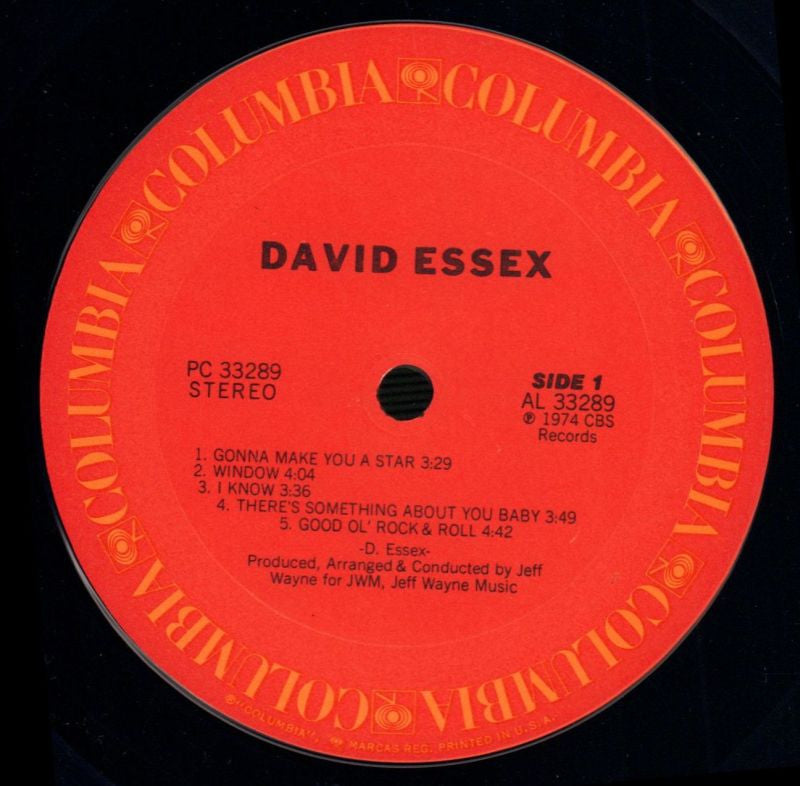 COLUMBIA COLUMBIA COLUMBIA COLUMBIA COLUMBIA COLUMBIA
DAVID ESSEX
PC 33289
STEREO
SIDE 1
AL 33289
℗ 1974 CBS
Records
1. GONNA MAKE YOU A STAR 3:29
2. WINDOW 4:04
3. I KNOW 3:36
4. THERE'S SOMETHING ABOUT YOU BABY 3:49
5. GOOD OL' ROCK & ROLL 4:42
-D. Essex-
Produced, Arranged & Conducted by Jeff
Wayne for JWM, Jeff Wayne Music
"COLUMBIA", MARCAS REG. PRINTED IN U.S.A.